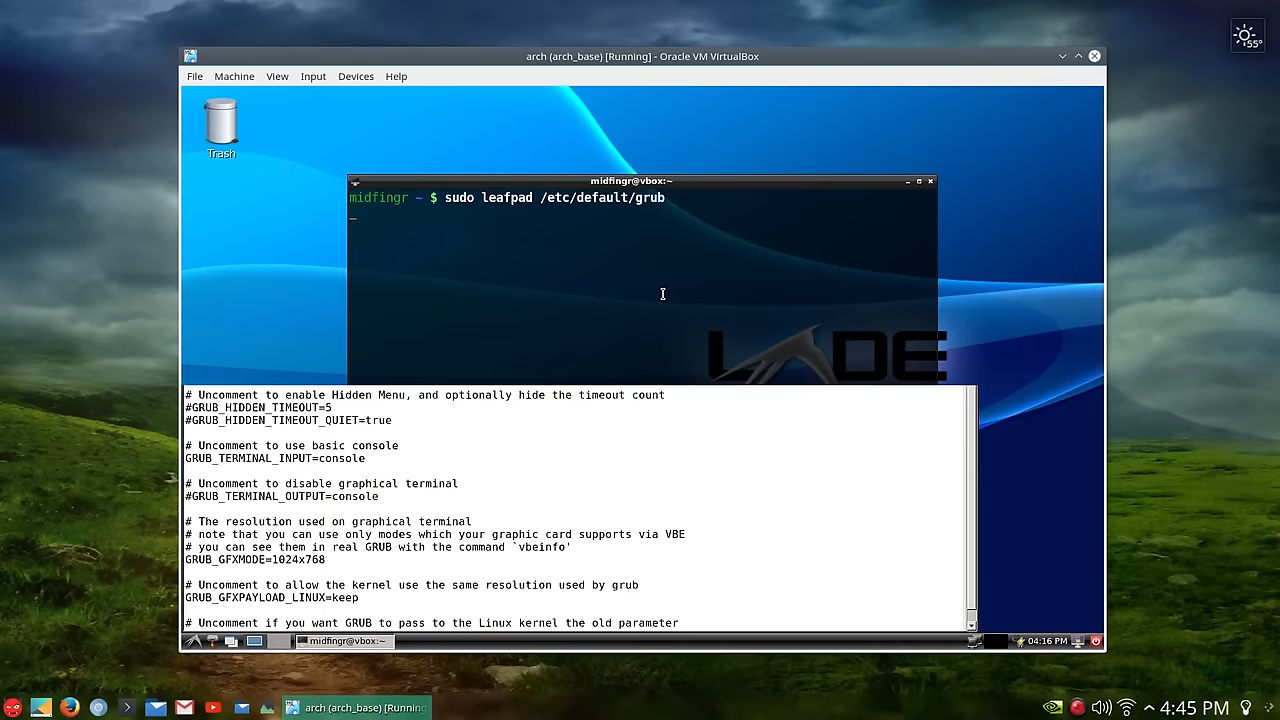 55°
arch (arch_base) [Running] - Oracle VM VirtualBox
File Machine View Input Devices Help
Trash
midfingr@vbox:~
midfingr ~ $ sudo leafpad /etc/default/grub
LXDE
# Uncomment to enable Hidden Menu, and optionally hide the timeout count
#GRUB_HIDDEN_TIMEOUT=5
#GRUB_HIDDEN_TIMEOUT_QUIET=true
# Uncomment to use basic console
GRUB_TERMINAL_INPUT=console
# Uncomment to disable graphical terminal
#GRUB_TERMINAL_OUTPUT=console
# The resolution used on graphical terminal
# note that you can use only modes which your graphic card supports via VBE
# you can see them in real GRUB with the command `vbeinfo'
GRUB_GFXMODE=1024x768
# Uncomment to allow the kernel use the same resolution used by grub
GRUB_GFXPAYLOAD_LINUX=keep
# Uncomment if you want GRUB to pass to the Linux kernel the old parameter
midfingr@vbox:~
04:16 PM
arch (arch_base) [Running
4:45 PM